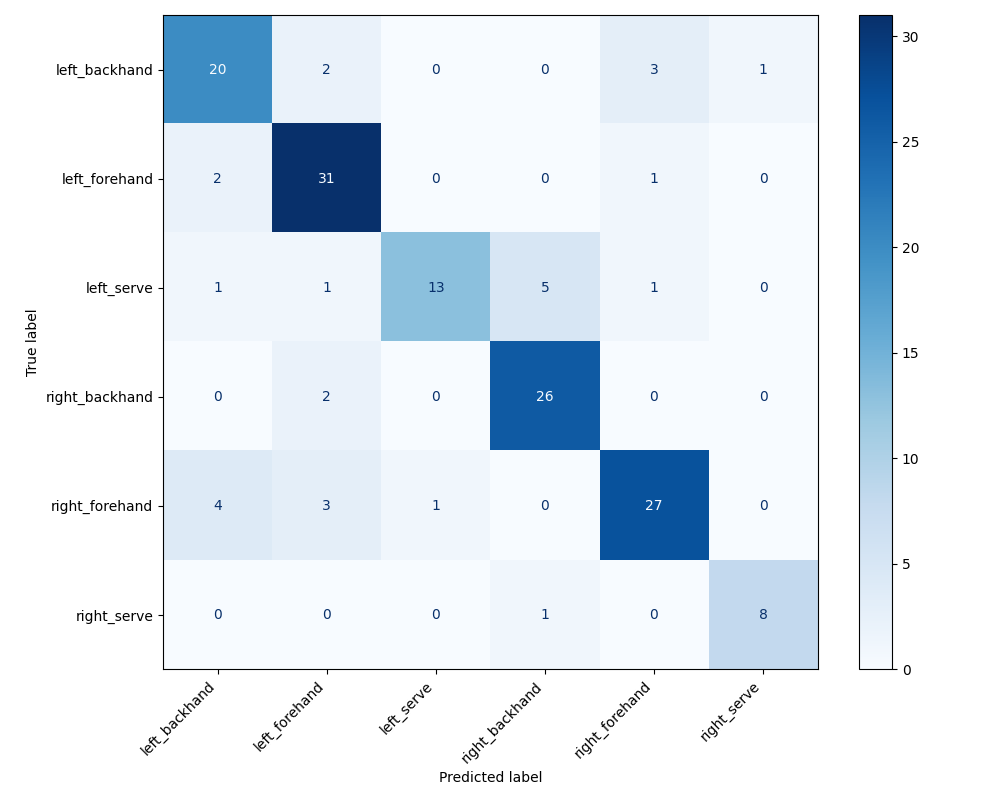 left_backhand 20 2 0 0 3 1
left_forehand 2 31 0 0 1 0
left_serve 1 1 13 5 1 0
right_backhand 0 2 0 26 0 0
right_forehand 4 3 1 0 27 0
right_serve 0 0 0 1 0 8
True label
left_backhand left_forehand left_serve right_backhand right_forehand right_serve
Predicted label
30
25
20
15
10
5
0